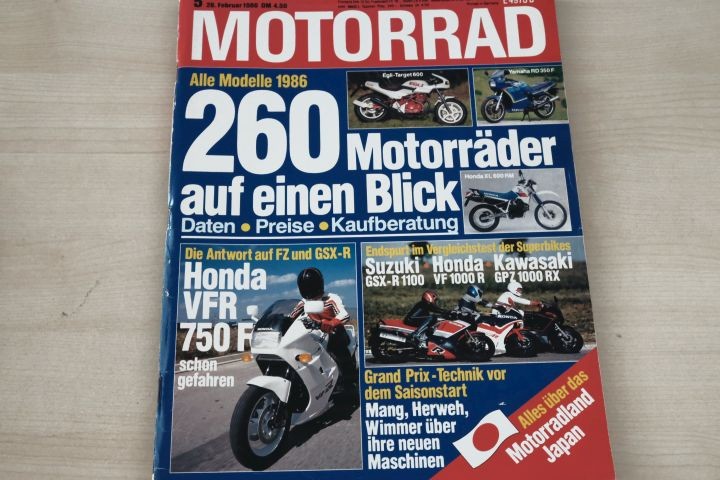 5 26. Februar 1986 DM 4,50
MOTORRAD
Alle Modelle 1986
Egli-Target 600
Yamaha RD 350 F
260 Motorräder
auf einen Blick
Honda XL 600 RM
Daten • Preise • Kaufberatung
Die Antwort auf FZ und GSX-R
Honda
VFR
750 F
schon
gefahren
Endspurt im Vergleichstest der Superbikes
Suzuki Honda Kawasaki
GSX-R 1100 VF 1000 R GPZ 1000 RX
Grand Prix-Technik vor
dem Saisonstart
Mang, Herweh,
Wimmer über
ihre neuen
Maschinen
Alles über das
Motorradland
Japan